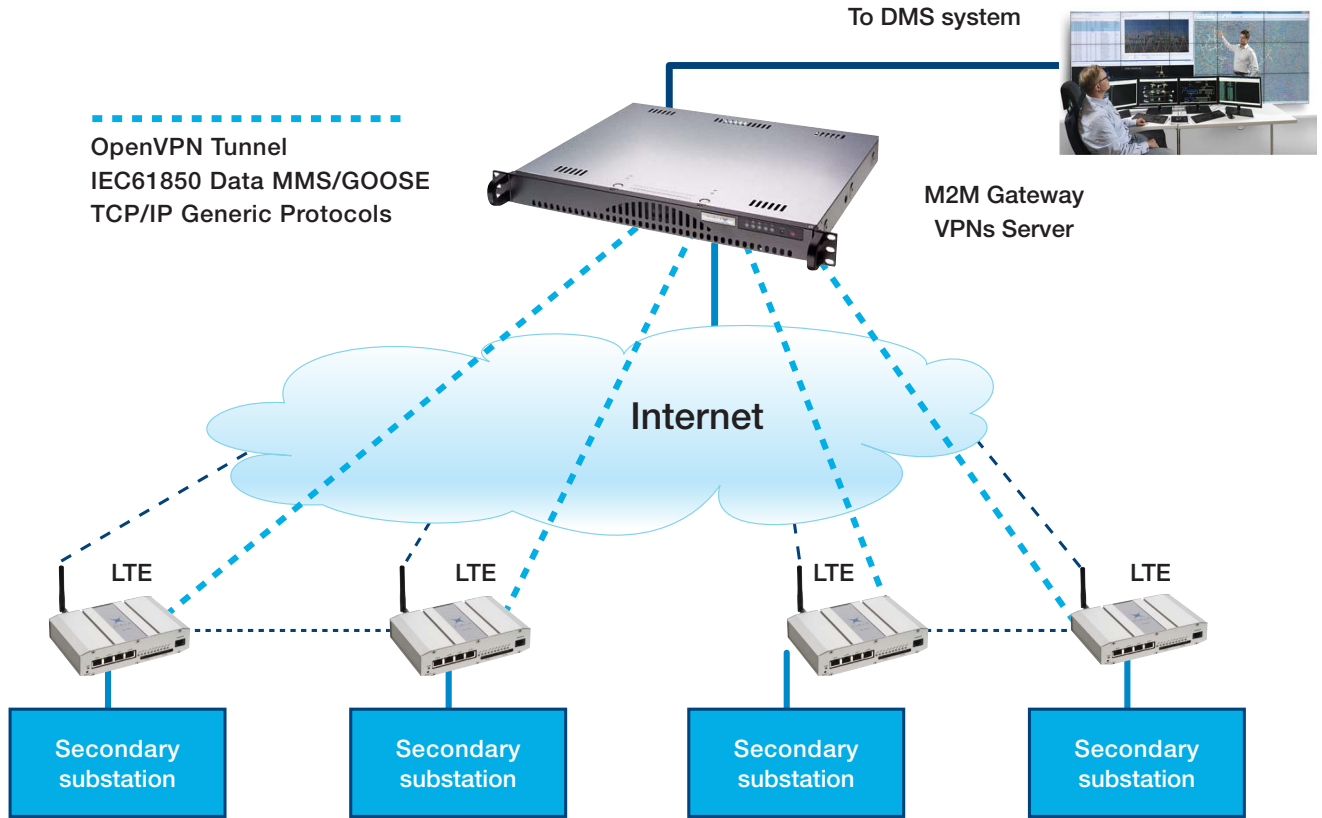 To DMS system
OpenVPN Tunnel
IEC61850 Data MMS/GOOSE
TCP/IP Generic Protocols
M2M Gateway
VPNs Server
Internet
LTE
LTE
LTE
LTE
Secondary
substation
Secondary
substation
Secondary
substation
Secondary
substation